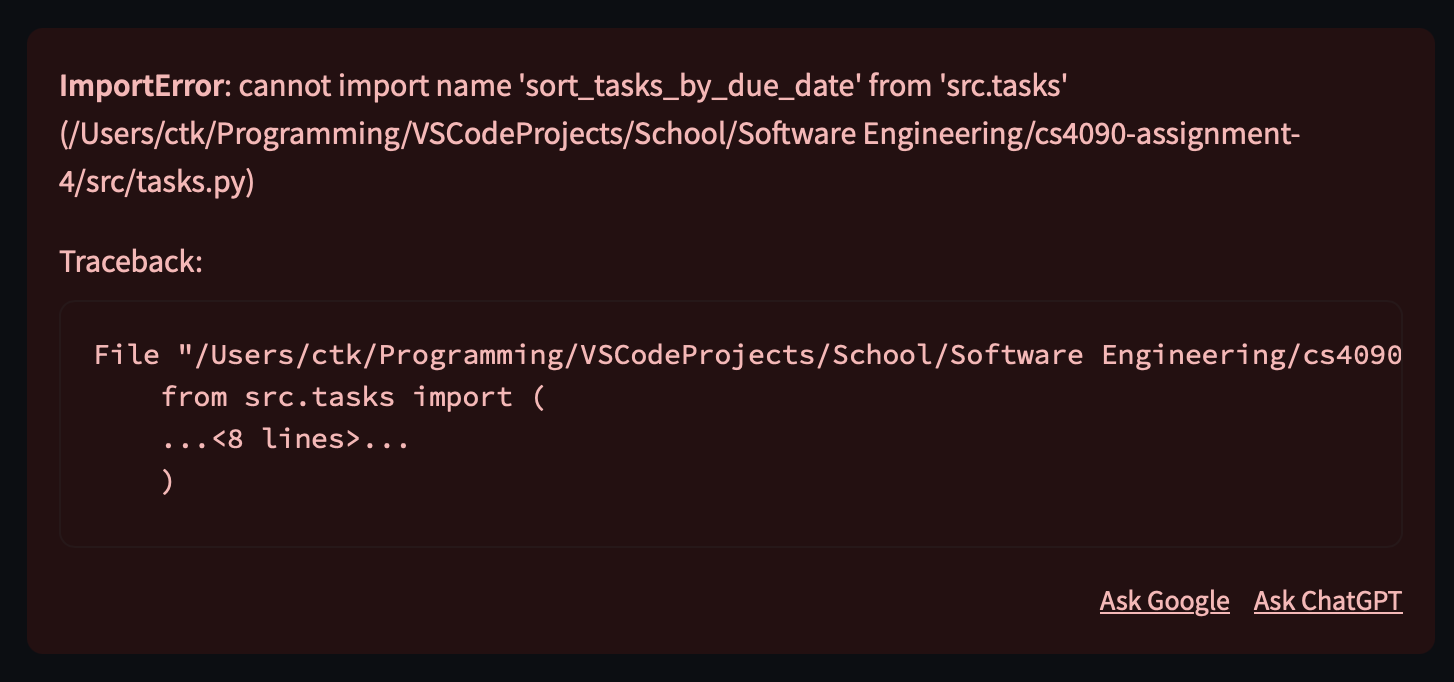 ImportError: cannot import name 'sort_tasks_by_due_date' from 'src.tasks'
(/Users/ctk/Programming/VSCodeProjects/School/Software Engineering/cs4090-assignment-
4/src/tasks.py)
Traceback:
File "/Users/ctk/Programming/VSCodeProjects/School/Software Engineering/cs4090
    from src.tasks import (
    ...<8 lines>...
    )
Ask Google Ask ChatGPT